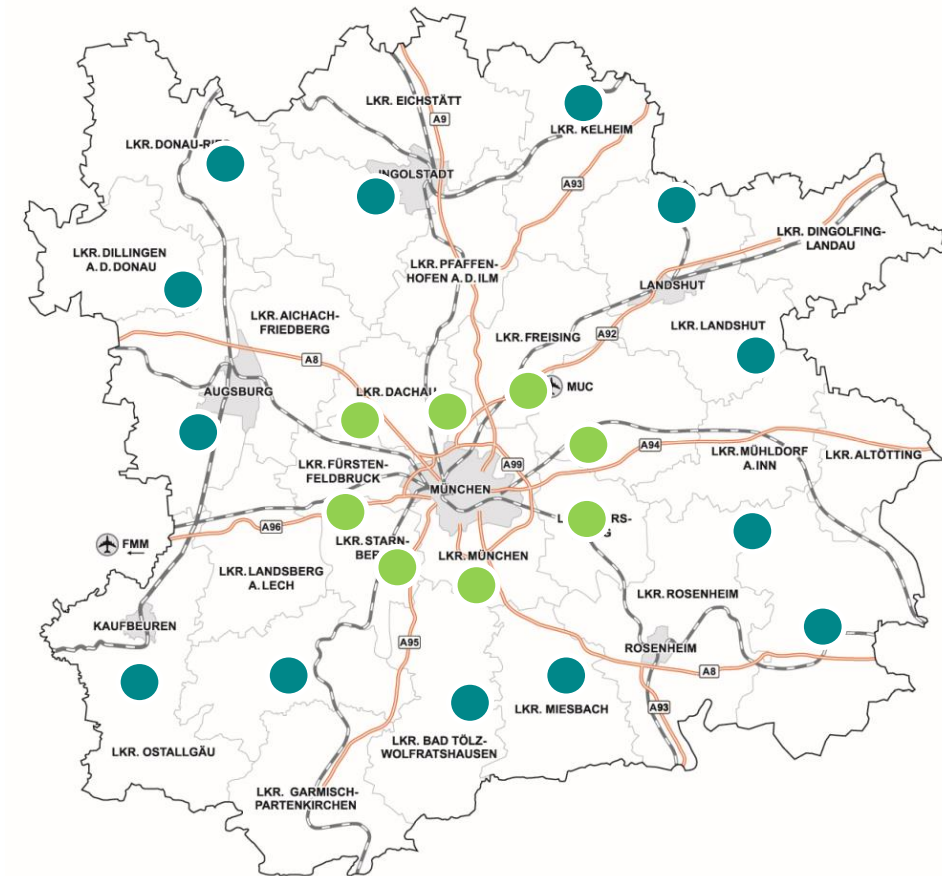 LKR. EICHSTÄTT
A9
LKR. KELHEIM
LKR. DONAU-RIES
INGOLSTADT
A93
LKR. DINGOLFING-
LANDAU
LKR. DILLINGEN
A.D. DONAU
LKR. PFAFFEN-
HOFEN A.D. ILM
LANDSHUT
LKR. AICHACH-
FRIEDBERG
LKR. FREISING
A92
LKR. LANDSHUT
A8
AUGSBURG
LKR. DACHAU
MUC
LKR. FÜRSTEN-
FELDBRUCK
A99
A94
LKR. MÜHLDORF
A. INN
LKR. ALTÖTTING
MÜNCHEN
A96
FMM
LKR. STARN-
LKR. MÜNCHEN
LKR. LANDSBERG
A. LECH
LKR. ROSENHEIM
KAUFBEUREN
A95
ROSENHEIM
A8
A93
LKR. MIESBACH
LKR. OSTALLGÄU
LKR. BAD TÖLZ-
WOLFRATSHAUSEN
LKR. GARMISCH-
PARTENKIRCHEN